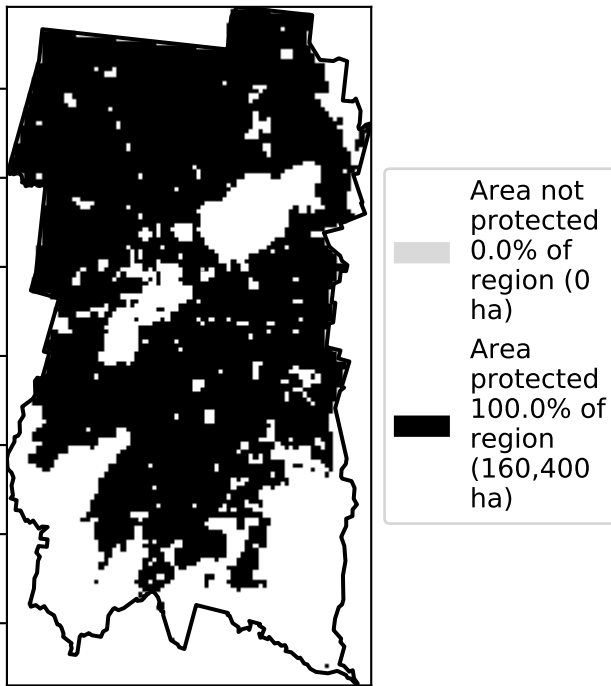 Area not
protected
0.0% of
region (0
ha)
Area
protected
100.0% of
region
(160,400
ha)